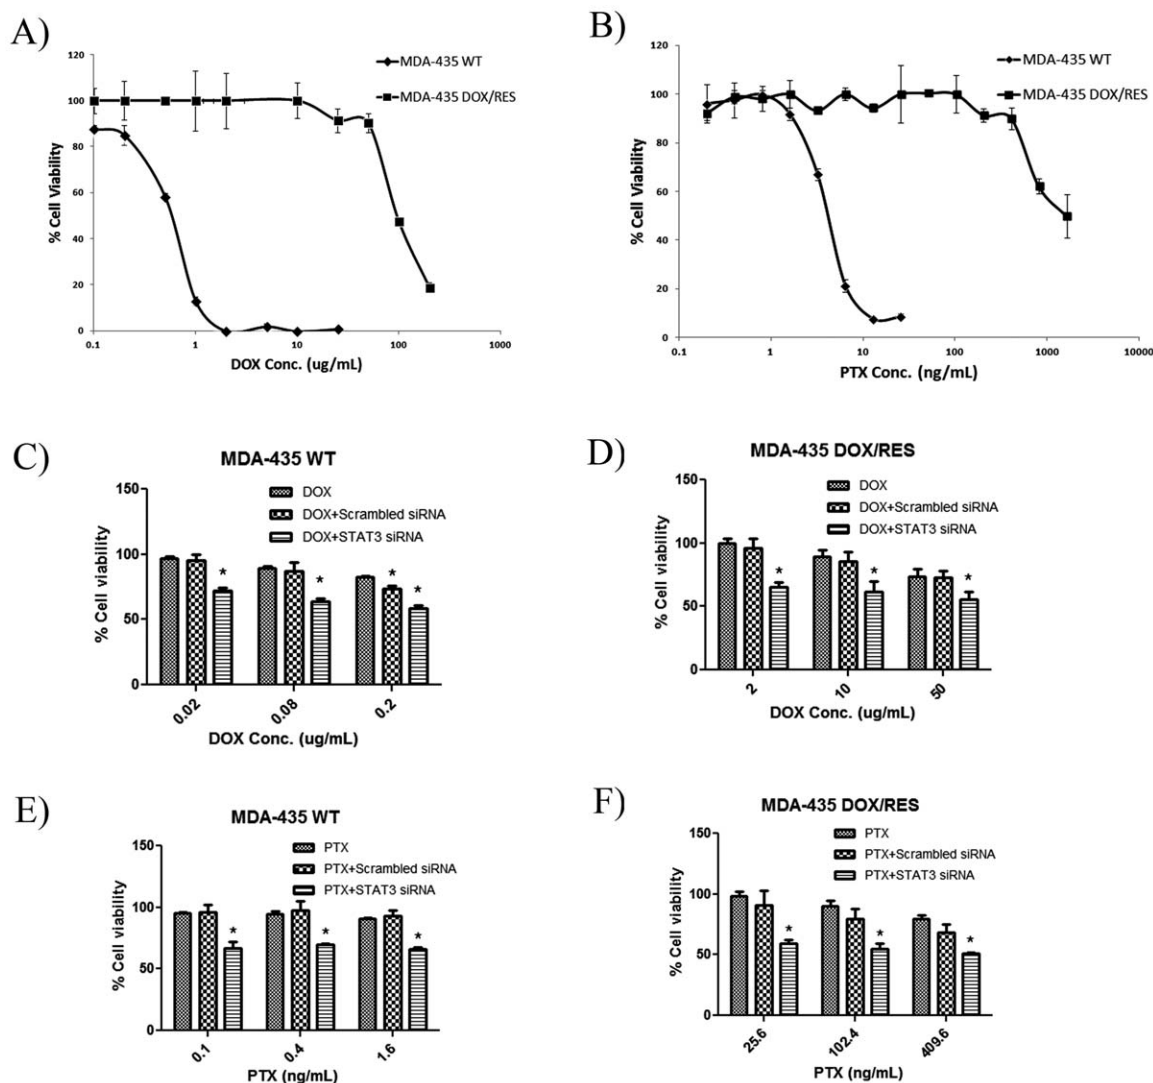 A)
120
100
80
60
40
20
0
% Cell Viability
0.1
1
10
100
1000
DOX Conc. (ug/mL)
MDA-435 WT
MDA-435 DOX/RES
B)
120
100
80
60
40
20
0
% Cell Viability
0.1
1
10
100
1000
10000
PTX Conc. (ng/mL)
MDA-435 WT
MDA-435 DOX/RES
C)
MDA-435 WT
DOX
DOX+Scrambled siRNA
DOX+STAT3 siRNA
150
100
50
0
% Cell viability
* * * *
0.02
0.08
0.2
DOX Conc. (ug/mL)
D)
MDA-435 DOX/RES
DOX
DOX+Scrambled siRNA
DOX+STAT3 siRNA
150
100
50
0
% Cell viability
* * *
2
10
50
DOX Conc. (ug/mL)
E)
MDA-435 WT
PTX
PTX+Scrambled siRNA
PTX+STAT3 siRNA
150
100
50
0
% Cell viability
* * *
0.1
0.4
1.6
PTX (ng/mL)
F)
MDA-435 DOX/RES
PTX
PTX+Scrambled siRNA
PTX+STAT3 siRNA
150
100
50
0
% Cell viability
* * *
25.6
102.4
409.6
PTX (ng/mL)